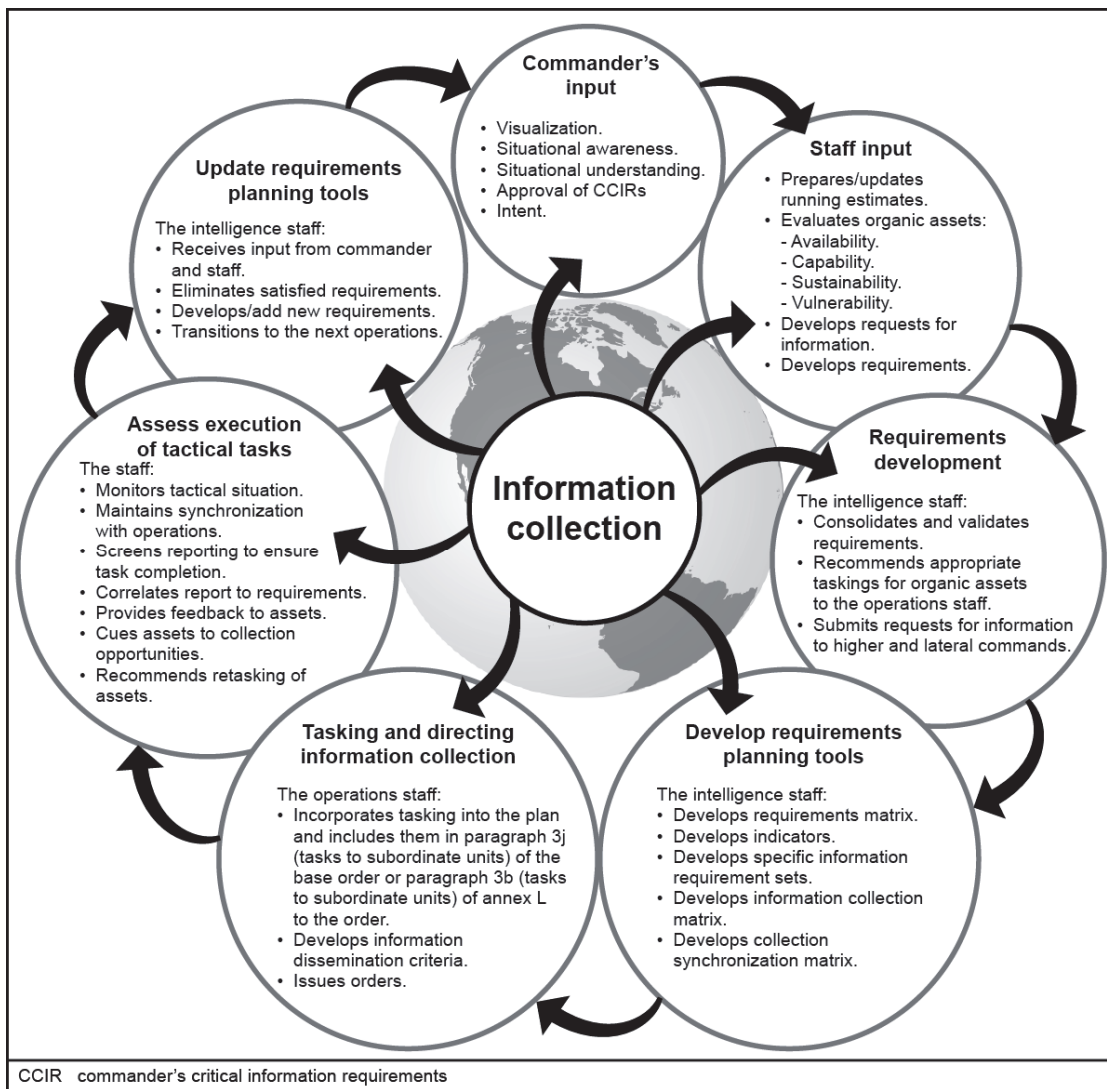 Commander's
input
• Visualization.
• Situational awareness.
• Situational understanding.
• Approval of CCIRs
• Intent.
Staff input
• Prepares/updates
running estimates.
• Evaluates organic assets:
- Availability.
- Capability.
- Sustainability.
- Vulnerability.
• Develops requests for
information.
• Develops requirements.
Requirements
development
The intelligence staff:
• Consolidates and validates
requirements.
• Recommends appropriate
taskings for organic assets
to the operations staff.
• Submits requests for information
to higher and lateral commands.
Develop requirements
planning tools
The intelligence staff:
• Develops requirements matrix.
• Develops indicators.
• Develops specific information
requirement sets.
• Develops information collection
matrix.
• Develops collection
synchronization matrix.
Tasking and directing
information collection
The operations staff:
• Incorporates tasking into the plan
and includes them in paragraph 3j
(tasks to subordinate units) of the
base order or paragraph 3b (tasks
to subordinate units) of annex L
to the order.
• Develops information
dissemination criteria.
• Issues orders.
Assess execution
of tactical tasks
The staff:
• Monitors tactical situation.
• Maintains synchronization
with operations.
• Screens reporting to ensure
task completion.
• Correlates report to requirements.
• Provides feedback to assets.
• Cues assets to collection
opportunities.
• Recommends retasking of
assets.
Update requirements
planning tools
The intelligence staff:
• Receives input from commander
and staff.
• Eliminates satisfied requirements.
• Develops/add new requirements.
• Transitions to the next operations.
Information
collection
CCIR commander's critical information requirements